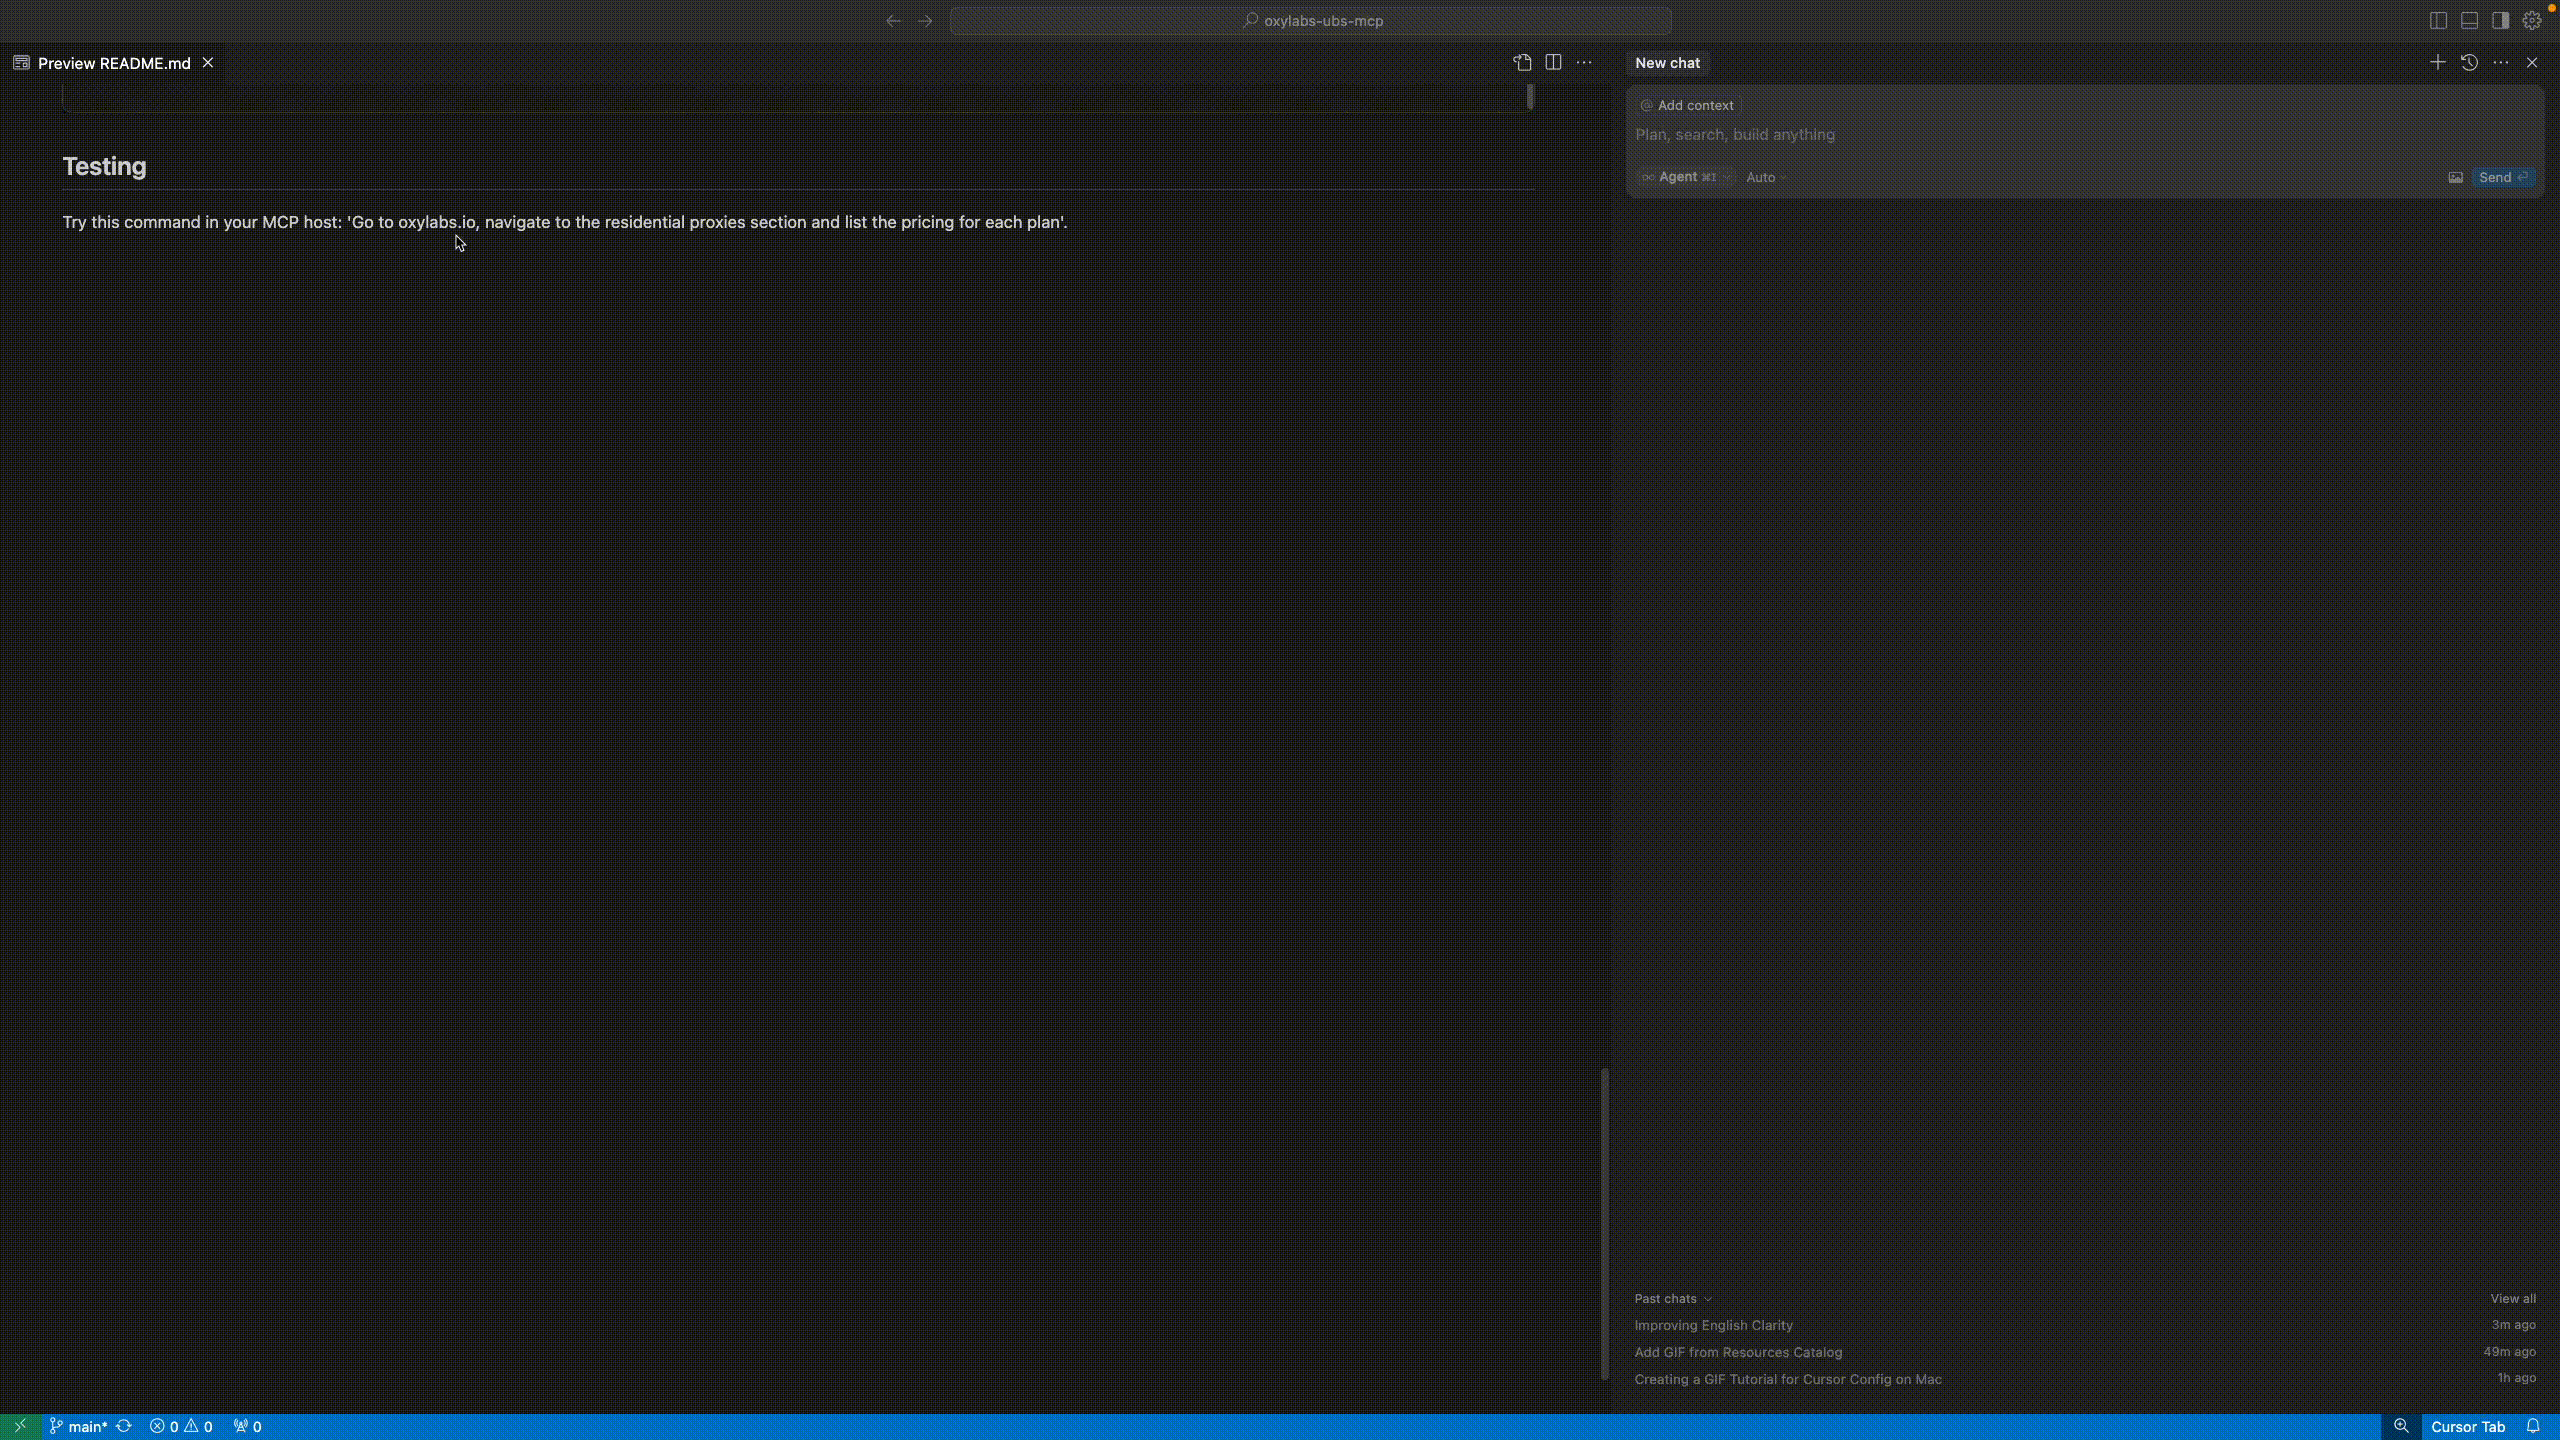 oxylabs-ubs-mcp
Preview README.md
New chat
Add context
Plan, search, build anything
Agent ⌘I Auto
Send
Testing
Try this command in your MCP host: 'Go to oxylabs.io, navigate to the residential proxies section and list the pricing for each plan'.
Past chats View all
Improving English Clarity 3m ago
Add GIF from Resources Catalog 49m ago
Creating a GIF Tutorial for Cursor Config on Mac 1h ago
main* 0 0 0 Cursor Tab